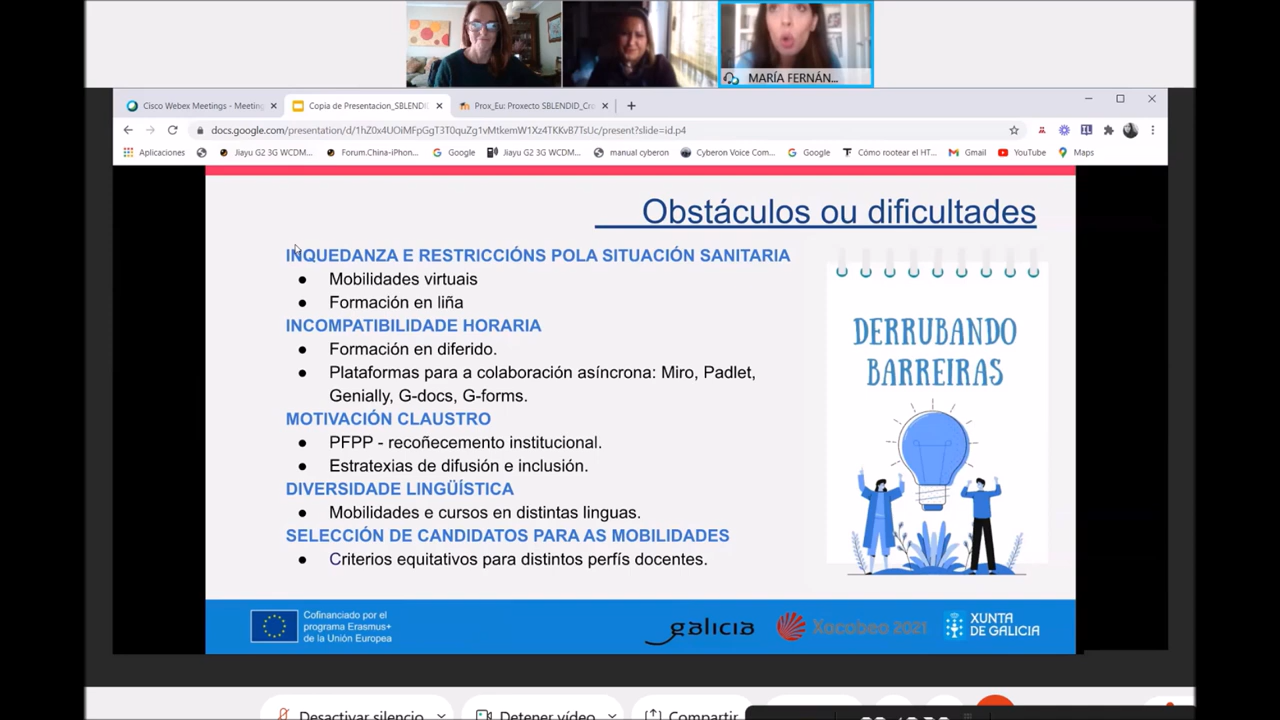 MARÍA FERNÁN...
Cisco Webex Meetings - Meeting
Copia de Presentacion_SBLENDID_
Prox_Eu: Proxecto SBLENDID_Cro
docs.google.com/presentation/d/1hZ0x4UOiMFpGgT3T0quZg1vMtkemW1Xz4TKKvB7TsUc/present?slide=id.p4
Aplicaciones
Jiayu G2 3G WCDM...
Forum.China-iPhon...
Google
Jiayu G2 3G WCDM...
manual cyberon
Cyberon Voice Com...
Google
Cómo rootear el HT...
Gmail
YouTube
Maps
Obstáculos ou dificultades
INQUEDANZA E RESTRICCIÓNS POLA SITUACIÓN SANITARIA
● Mobilidades virtuais
● Formación en liña
INCOMPATIBILIDADE HORARIA
● Formación en diferido.
● Plataformas para a colaboración asíncrona: Miro, Padlet,
Genially, G-docs, G-forms.
MOTIVACIÓN CLAUSTRO
● PFPP - recoñecemento institucional.
● Estratexias de difusión e inclusión.
DIVERSIDADE LINGÜÍSTICA
● Mobilidades e cursos en distintas linguas.
SELECCIÓN DE CANDIDATOS PARA AS MOBILIDADES
● Criterios equitativos para distintos perfís docentes.
DERRUBANDO
BARREIRAS
Cofinanciado por el
programa Erasmus+
de la Unión Europea
galicia
Xacobeo 2021
XUNTA
DE GALICIA
Desactivar silencio
Detener vídeo
Compartir